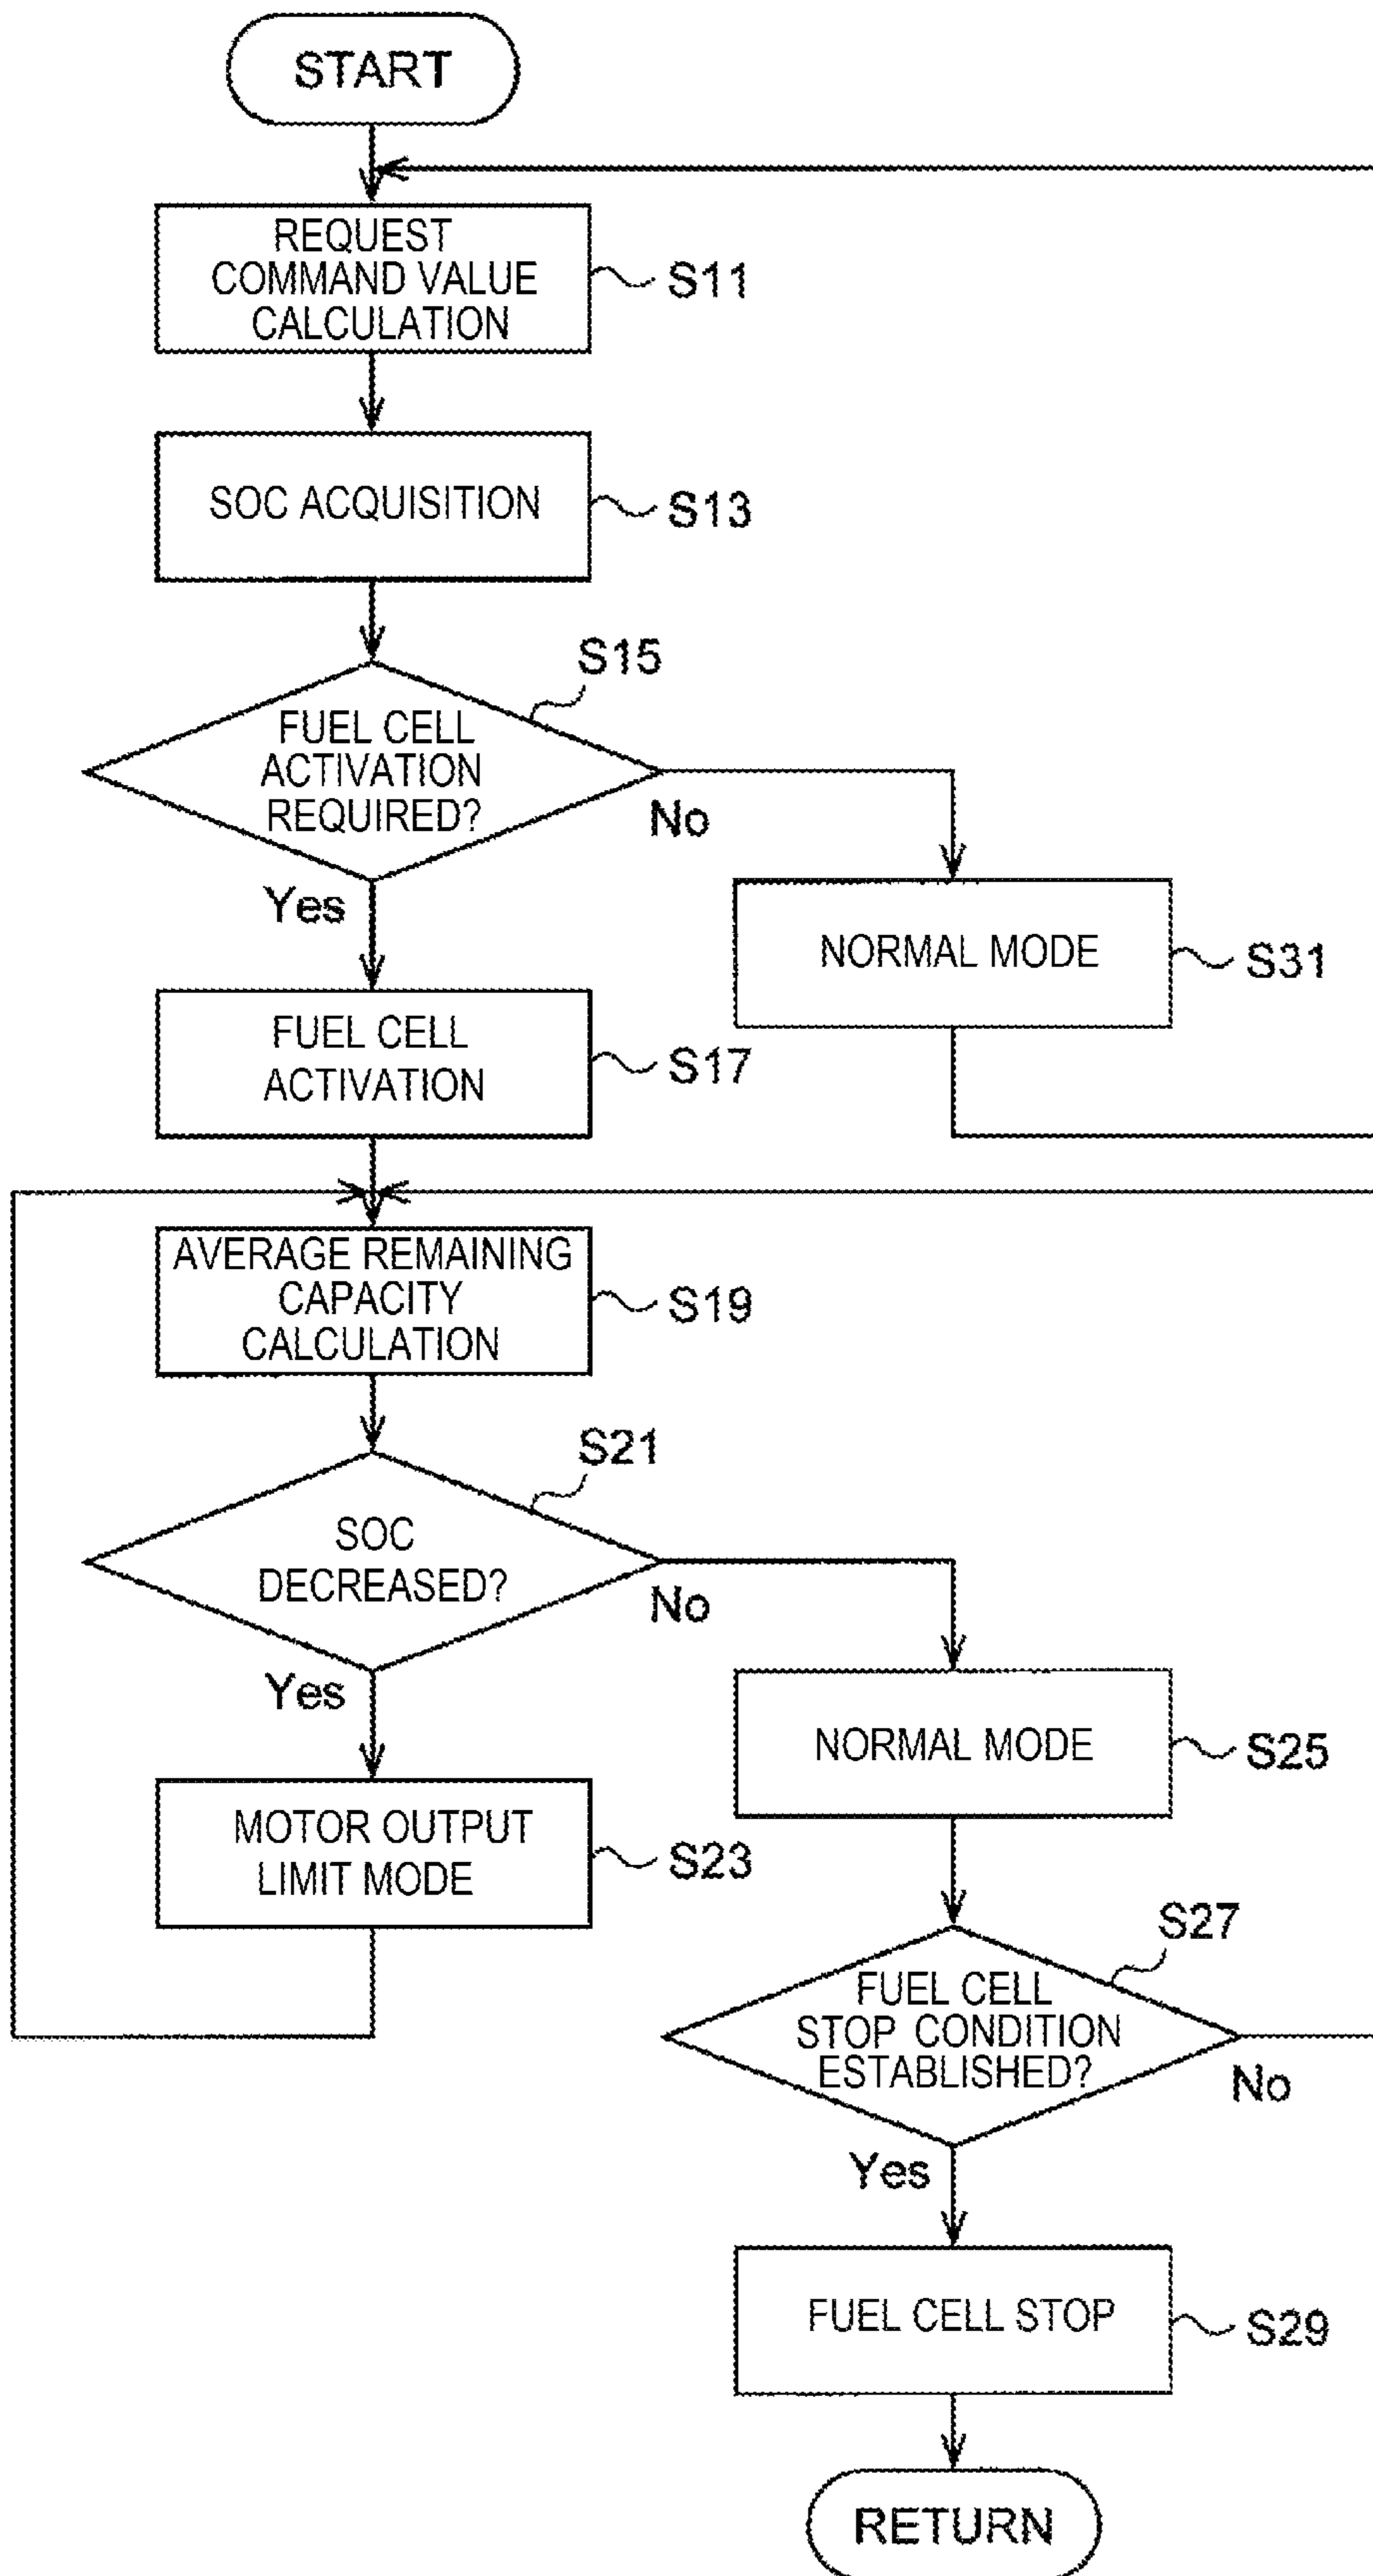 START
REQUEST
COMMAND VALUE
CALCULATION
S11
SOC ACQUISITION
S13
S15
FUEL CELL
ACTIVATION
REQUIRED?
No
Yes
NORMAL MODE
S31
FUEL CELL
ACTIVATION
S17
AVERAGE REMAINING
CAPACITY
CALCULATION
S19
S21
SOC
DECREASED?
No
Yes
NORMAL MODE
S25
MOTOR OUTPUT
LIMIT MODE
S23
S27
FUEL CELL
STOP CONDITION
ESTABLISHED?
No
Yes
FUEL CELL STOP
S29
RETURN